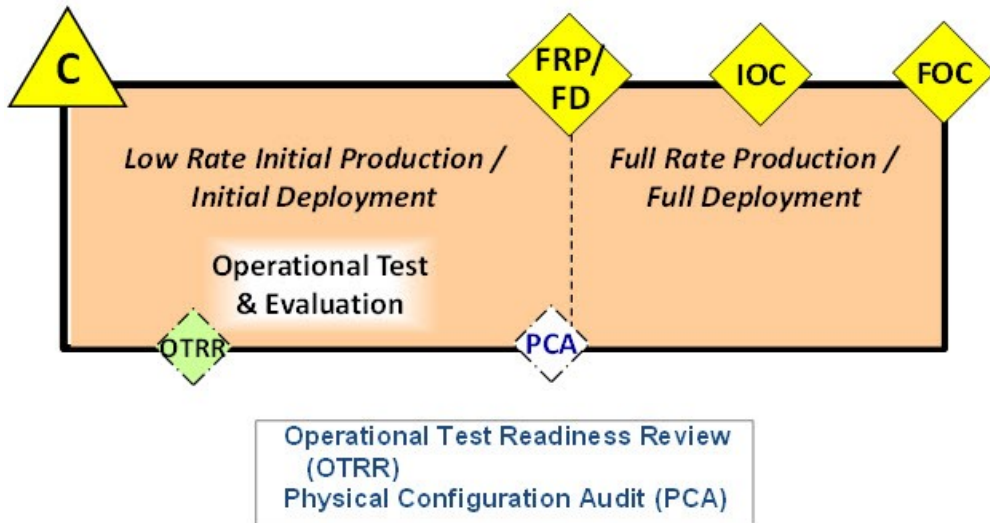 C
FRP/
FD
IOC
FOC
Low Rate Initial Production /
Initial Deployment
Full Rate Production /
Full Deployment
Operational Test
& Evaluation
OTRR
PCA
Operational Test Readiness Review
(OTRR)
Physical Configuration Audit (PCA)